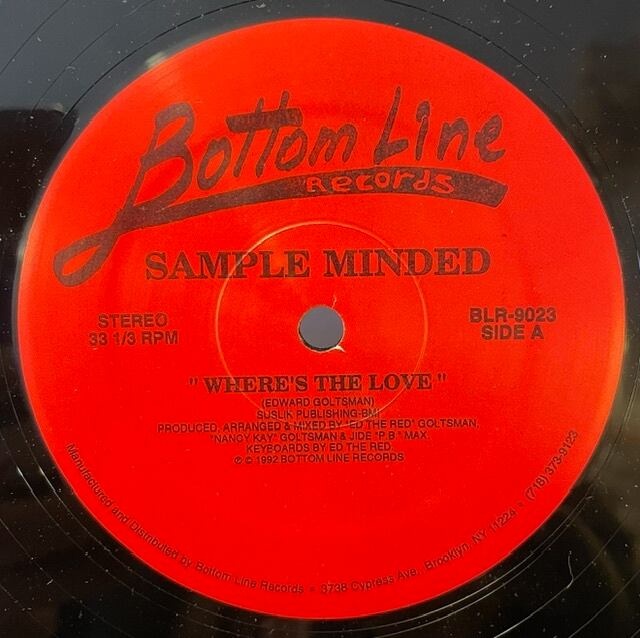 Bottom Line
Records
SAMPLE MINDED
STEREO
33 1/3 RPM
BLR-9023
SIDE A
"WHERE'S THE LOVE"
(EDWARD GOLTSMAN)
SUSLIK PUBLISHING-BMI
PRODUCED, ARRANGED & MIXED BY "ED THE RED" GOLTSMAN,
"NANCY KAY" GOLTSMAN & JIDE "P B" MAX.
KEYBOARDS BY ED THE RED.
℗ © 1992 BOTTOM LINE RECORDS
Manufactured and Distributed by Bottom Line Records • 3738 Cypress Ave., Brooklyn, NY 11224 • (718) 373-9123